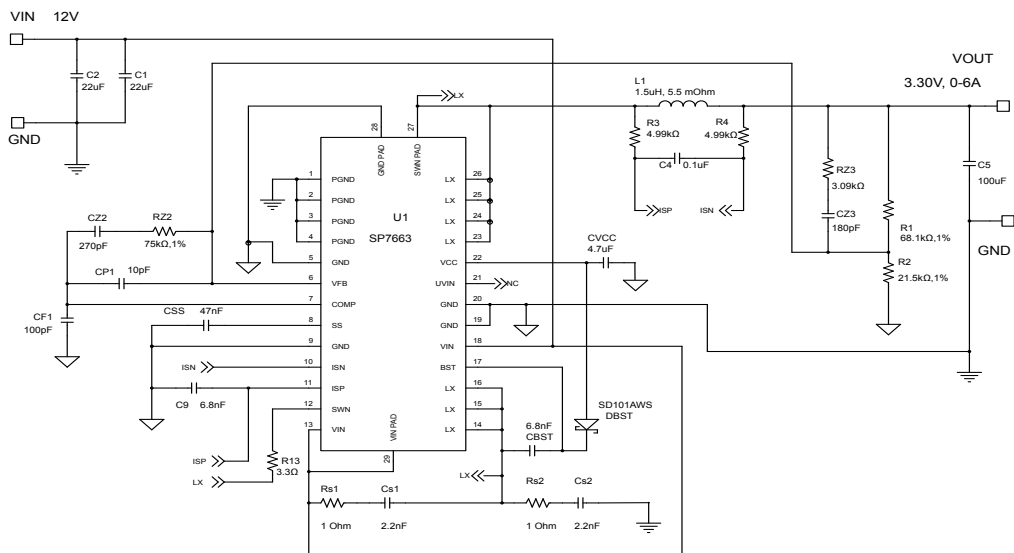 VIN 12V
C2
22uF
C1
22uF
GND
VOUT
3.30V, 0-6A
L1
1.5uH, 5.5 mOhm
LX
R3
4.99kΩ
R4
4.99kΩ
C4
0.1uF
ISP
ISN
RZ3
3.09kΩ
CZ3
180pF
R1
68.1kΩ,1%
R2
21.5kΩ,1%
C5
100uF
GND
28
27
GND PAD
SWN PAD
U1
SP7663
1
PGND
2
PGND
3
PGND
4
PGND
5
GND
6
VFB
7
COMP
8
SS
9
GND
10
ISN
11
ISP
12
SWN
13
VIN
VIN PAD
29
LX
26
LX
25
LX
24
LX
23
VCC
22
UVIN
21
NC
GND
20
GND
19
VIN
18
BST
17
LX
16
LX
15
LX
14
CZ2
270pF
RZ2
75kΩ,1%
CP1
10pF
CF1
100pF
CSS
47nF
ISN
C9
6.8nF
ISP
LX
R13
3.3Ω
CVCC
4.7uF
SD101AWS
DBST
6.8nF
CBST
LX
Rs1
1 Ohm
Cs1
2.2nF
Rs2
1 Ohm
Cs2
2.2nF